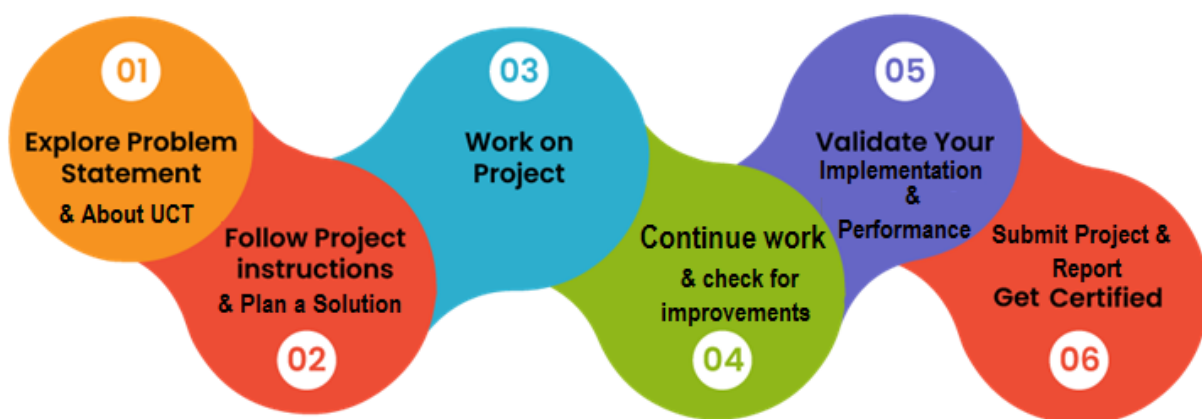 01
Explore Problem
Statement
& About UCT
Follow Project
instructions
& Plan a Solution
02
03
Work on
Project
Continue work
& check for
improvements
04
05
Validate Your
Implementation
&
Performance
Submit Project &
Report
Get Certified
06